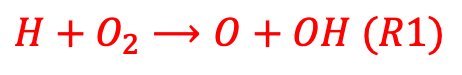 H + O₂ ⟶ O + OH (R1)